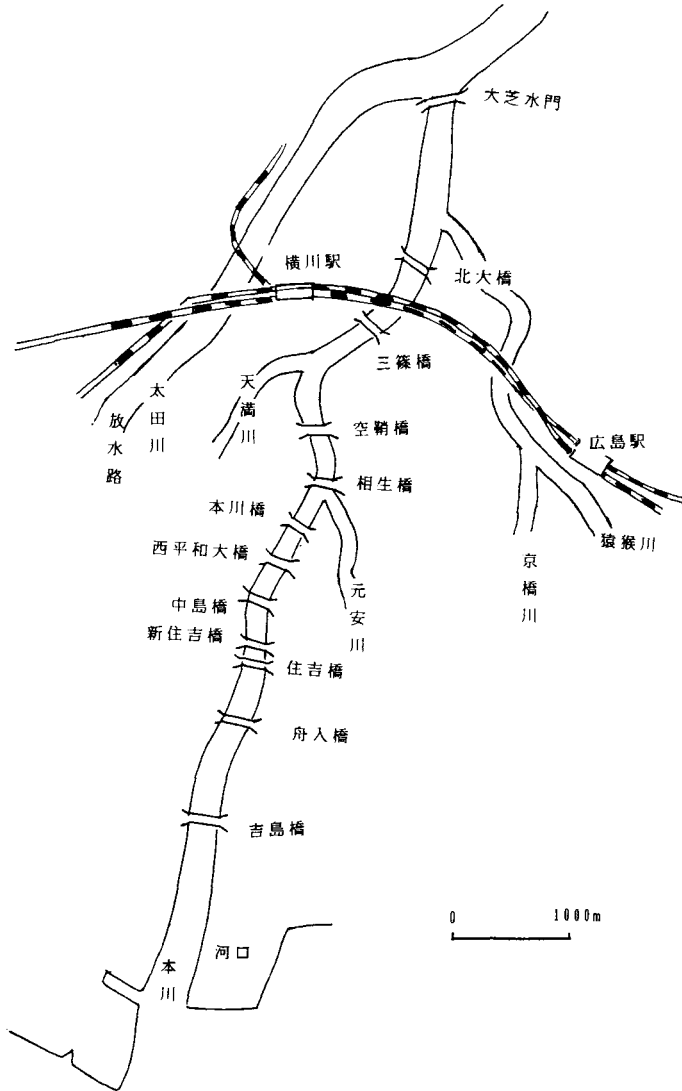 大芝水門
横川駅
北大橋
三篠橋
天満川
太田川
放水路
空鞘橋
広島駅
相生橋
本川橋
猿猴川
西平和大橋
京橋川
元安川
中島橋
新住吉橋
住吉橋
舟入橋
吉島橋
0 1000m
河口
本川